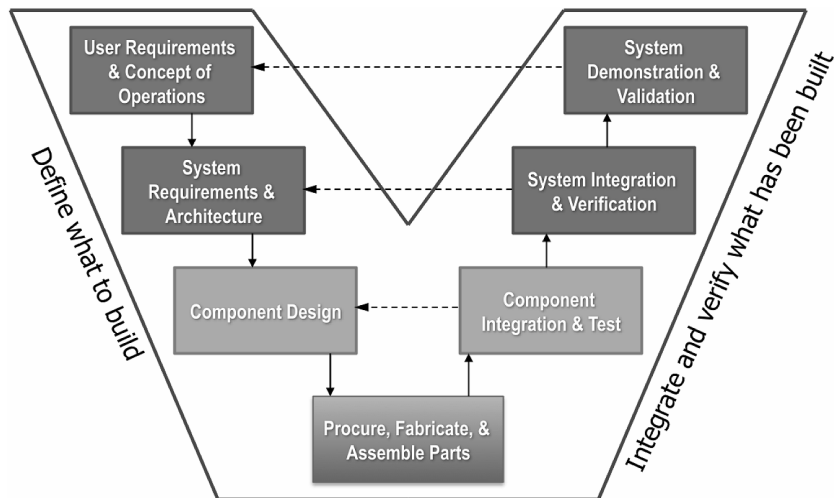 User Requirements
& Concept of
Operations
System
Demonstration &
Validation
System
Requirements &
Architecture
System Integration
& Verification
Component Design
Component
Integration & Test
Procure, Fabricate, &
Assemble Parts
Define what to build
Integrate and verify what has been built